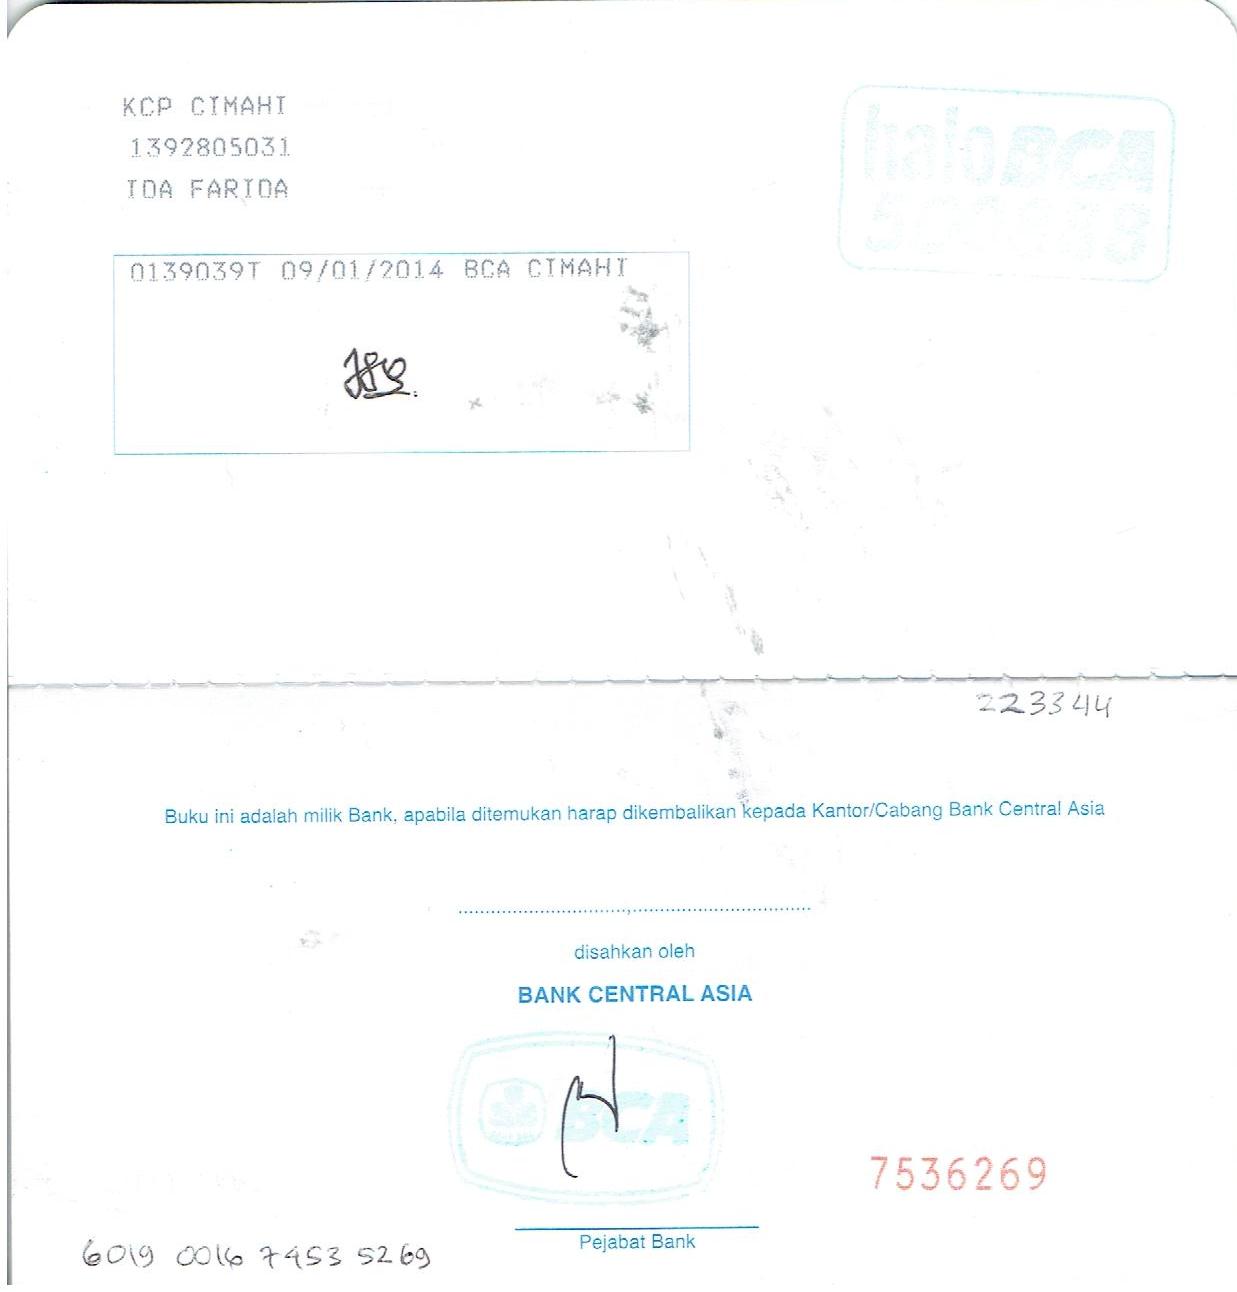 KCP CIMAHI
1392805031
IDA FARIDA
halo BCA
500888
0139039T 09/01/2014 BCA CIMAHI
223344
Buku ini adalah milik Bank, apabila ditemukan harap dikembalikan kepada Kantor/Cabang Bank Central Asia
disahkan oleh
BANK CENTRAL ASIA
BCA
7536269
Pejabat Bank
6019 0016 7453 5269